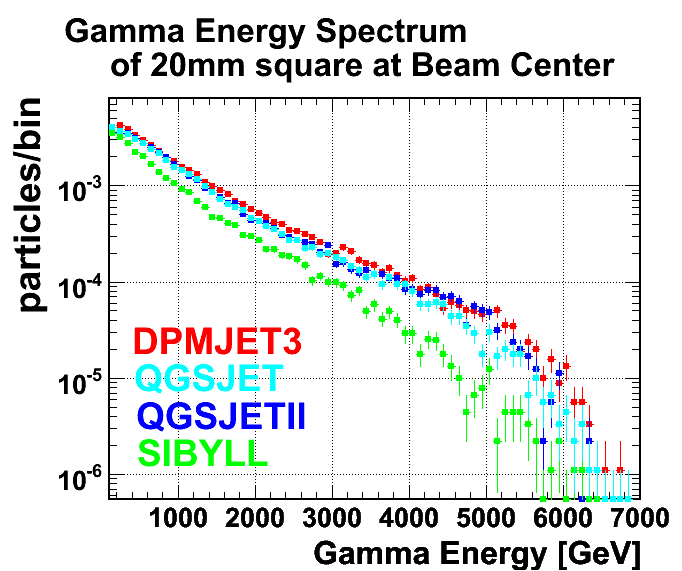 Gamma Energy Spectrum
of 20mm square at Beam Center
particles/bin
10-3
10-4
10-5
10-6
DPMJET3
QGSJET
QGSJETII
SIBYLL
1000 2000 3000 4000 5000 6000 7000
Gamma Energy [GeV]